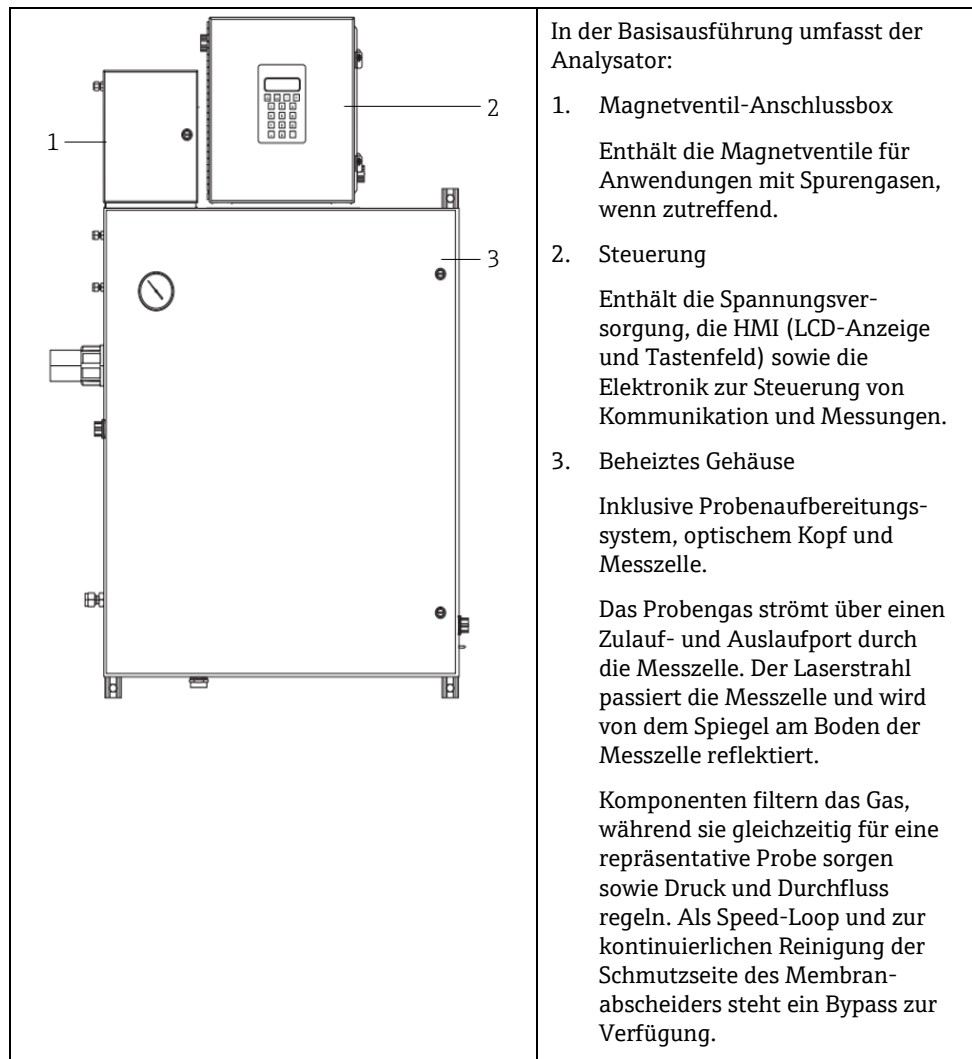 1
2
3
In der Basisausführung umfasst der
Analysator:
1. Magnetventil-Anschlussbox
Enthält die Magnetventile für
Anwendungen mit Spurengasen,
wenn zutreffend.
2. Steuerung
Enthält die Spannungsver-
sorgung, die HMI (LCD-Anzeige
und Tastenfeld) sowie die
Elektronik zur Steuerung von
Kommunikation und Messungen.
3. Beheiztes Gehäuse
Inklusive Probenaufbereitungs-
system, optischem Kopf und
Messzelle.
Das Probengas strömt über einen
Zulauf- und Auslaufport durch
die Messzelle. Der Laserstrahl
passiert die Messzelle und wird
von dem Spiegel am Boden der
Messzelle reflektiert.
Komponenten filtern das Gas,
während sie gleichzeitig für eine
repräsentative Probe sorgen
sowie Druck und Durchfluss
regeln. Als Speed-Loop und zur
kontinuierlichen Reinigung der
Schmutzseite des Membran-
abscheiders steht ein Bypass zur
Verfügung.